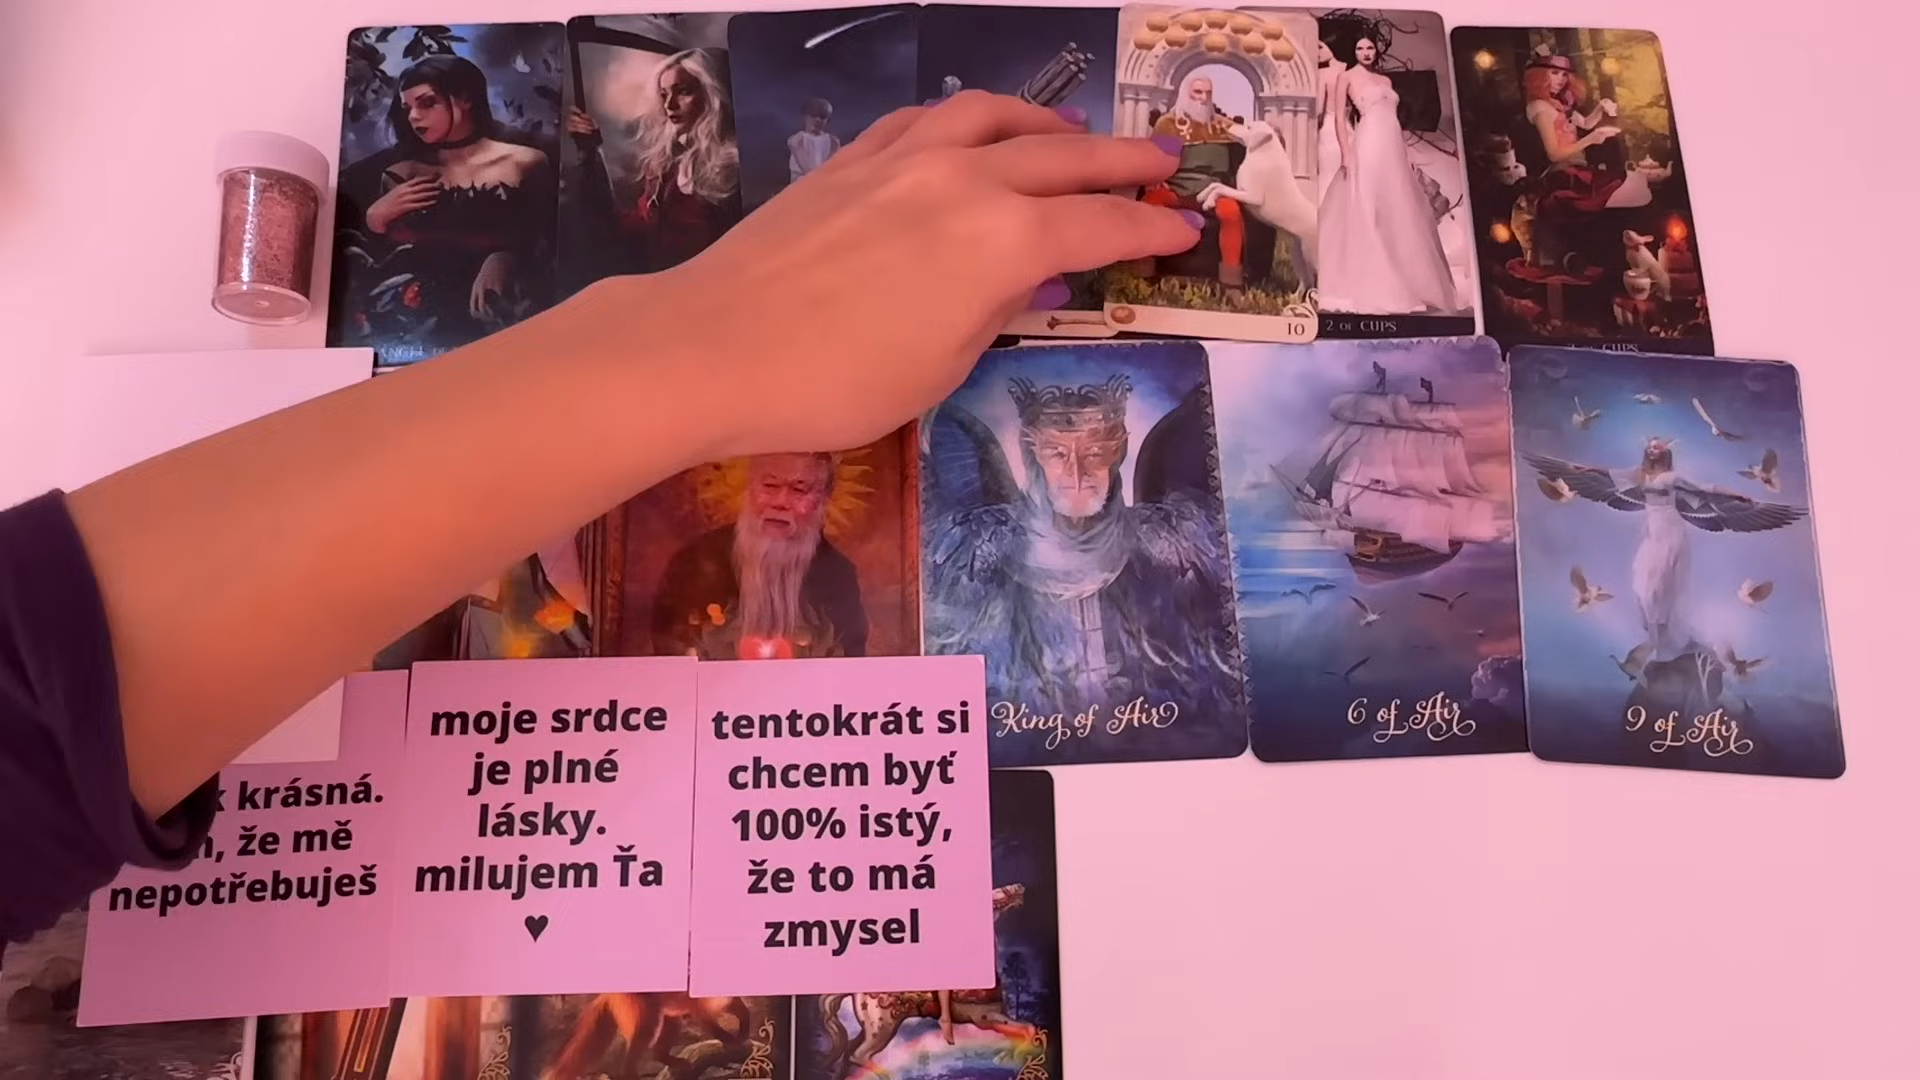 10
2 OF CUPS
King of Air
6 of Air
9 of Air
krásná.
, že mě
nepotřebuješ
moje srdce
je plné
lásky.
milujem Ťa
♥
tentokrát si
chcem byť
100% istý,
že to má
zmysel